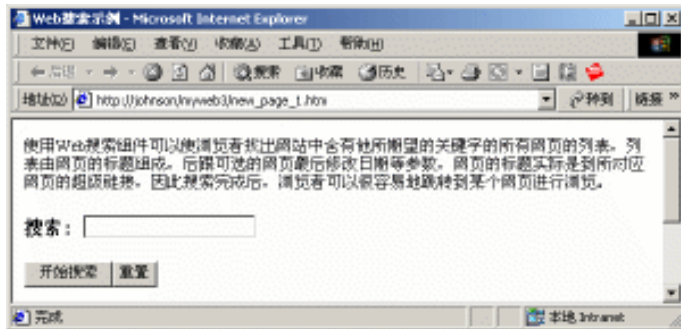 Web搜索示例 - Microsoft Internet Explorer
文件(F) 编辑(E) 查看(V) 收藏(A) 工具(T) 帮助(H)
后退 搜索 收藏 历史
地址(D) http://johnson/myweb3/new_page_1.htm 转到 链接 »
使用Web搜索组件可以使浏览者找出网站中含有他所期望的关键字的所有网页的列表。列
表由网页的标题组成。后跟可选的网页最后修改日期等参数。网页的标题实际是到所对应
网页的超级链接。因此搜索完成后。浏览者可以很容易地跳转到某个网页进行浏览。
搜索：
开始搜索 重置
完成 本地 Intranet